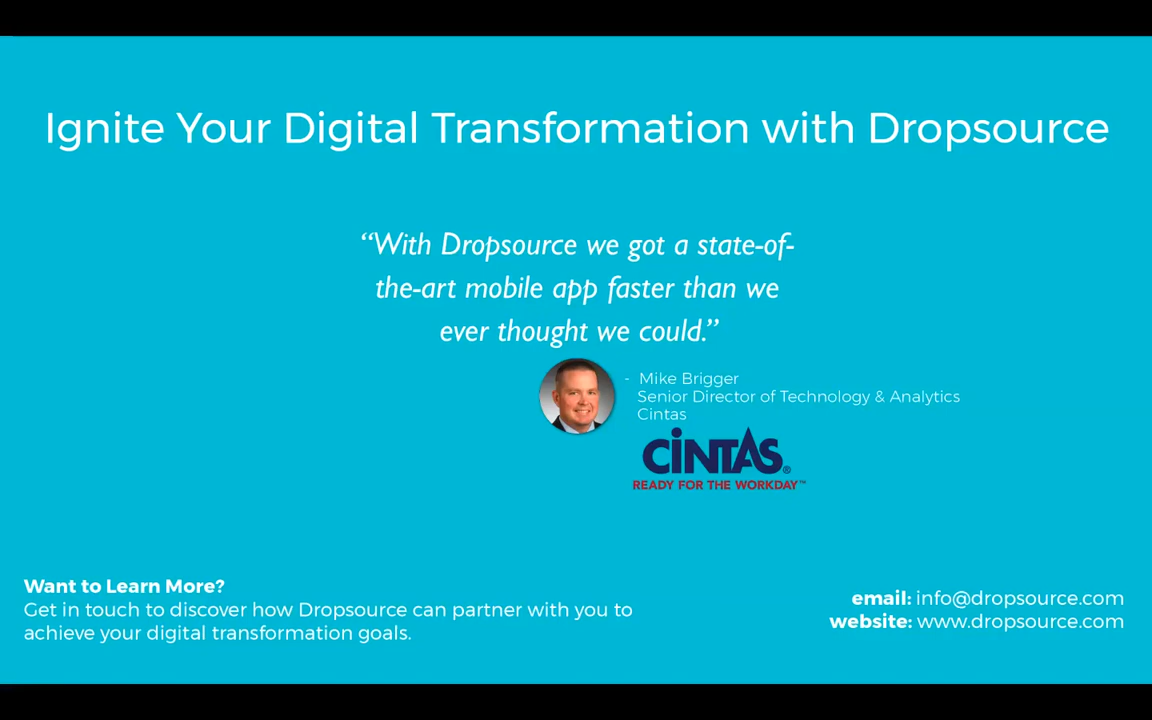 Ignite Your Digital Transformation with Dropsource
“With Dropsource we got a state-of-
the-art mobile app faster than we
ever thought we could.”
- Mike Brigger
Senior Director of Technology & Analytics
Cintas
CiNTAS®
READY FOR THE WORKDAY™
Want to Learn More?
Get in touch to discover how Dropsource can partner with you to
achieve your digital transformation goals.
email: info@dropsource.com
website: www.dropsource.com